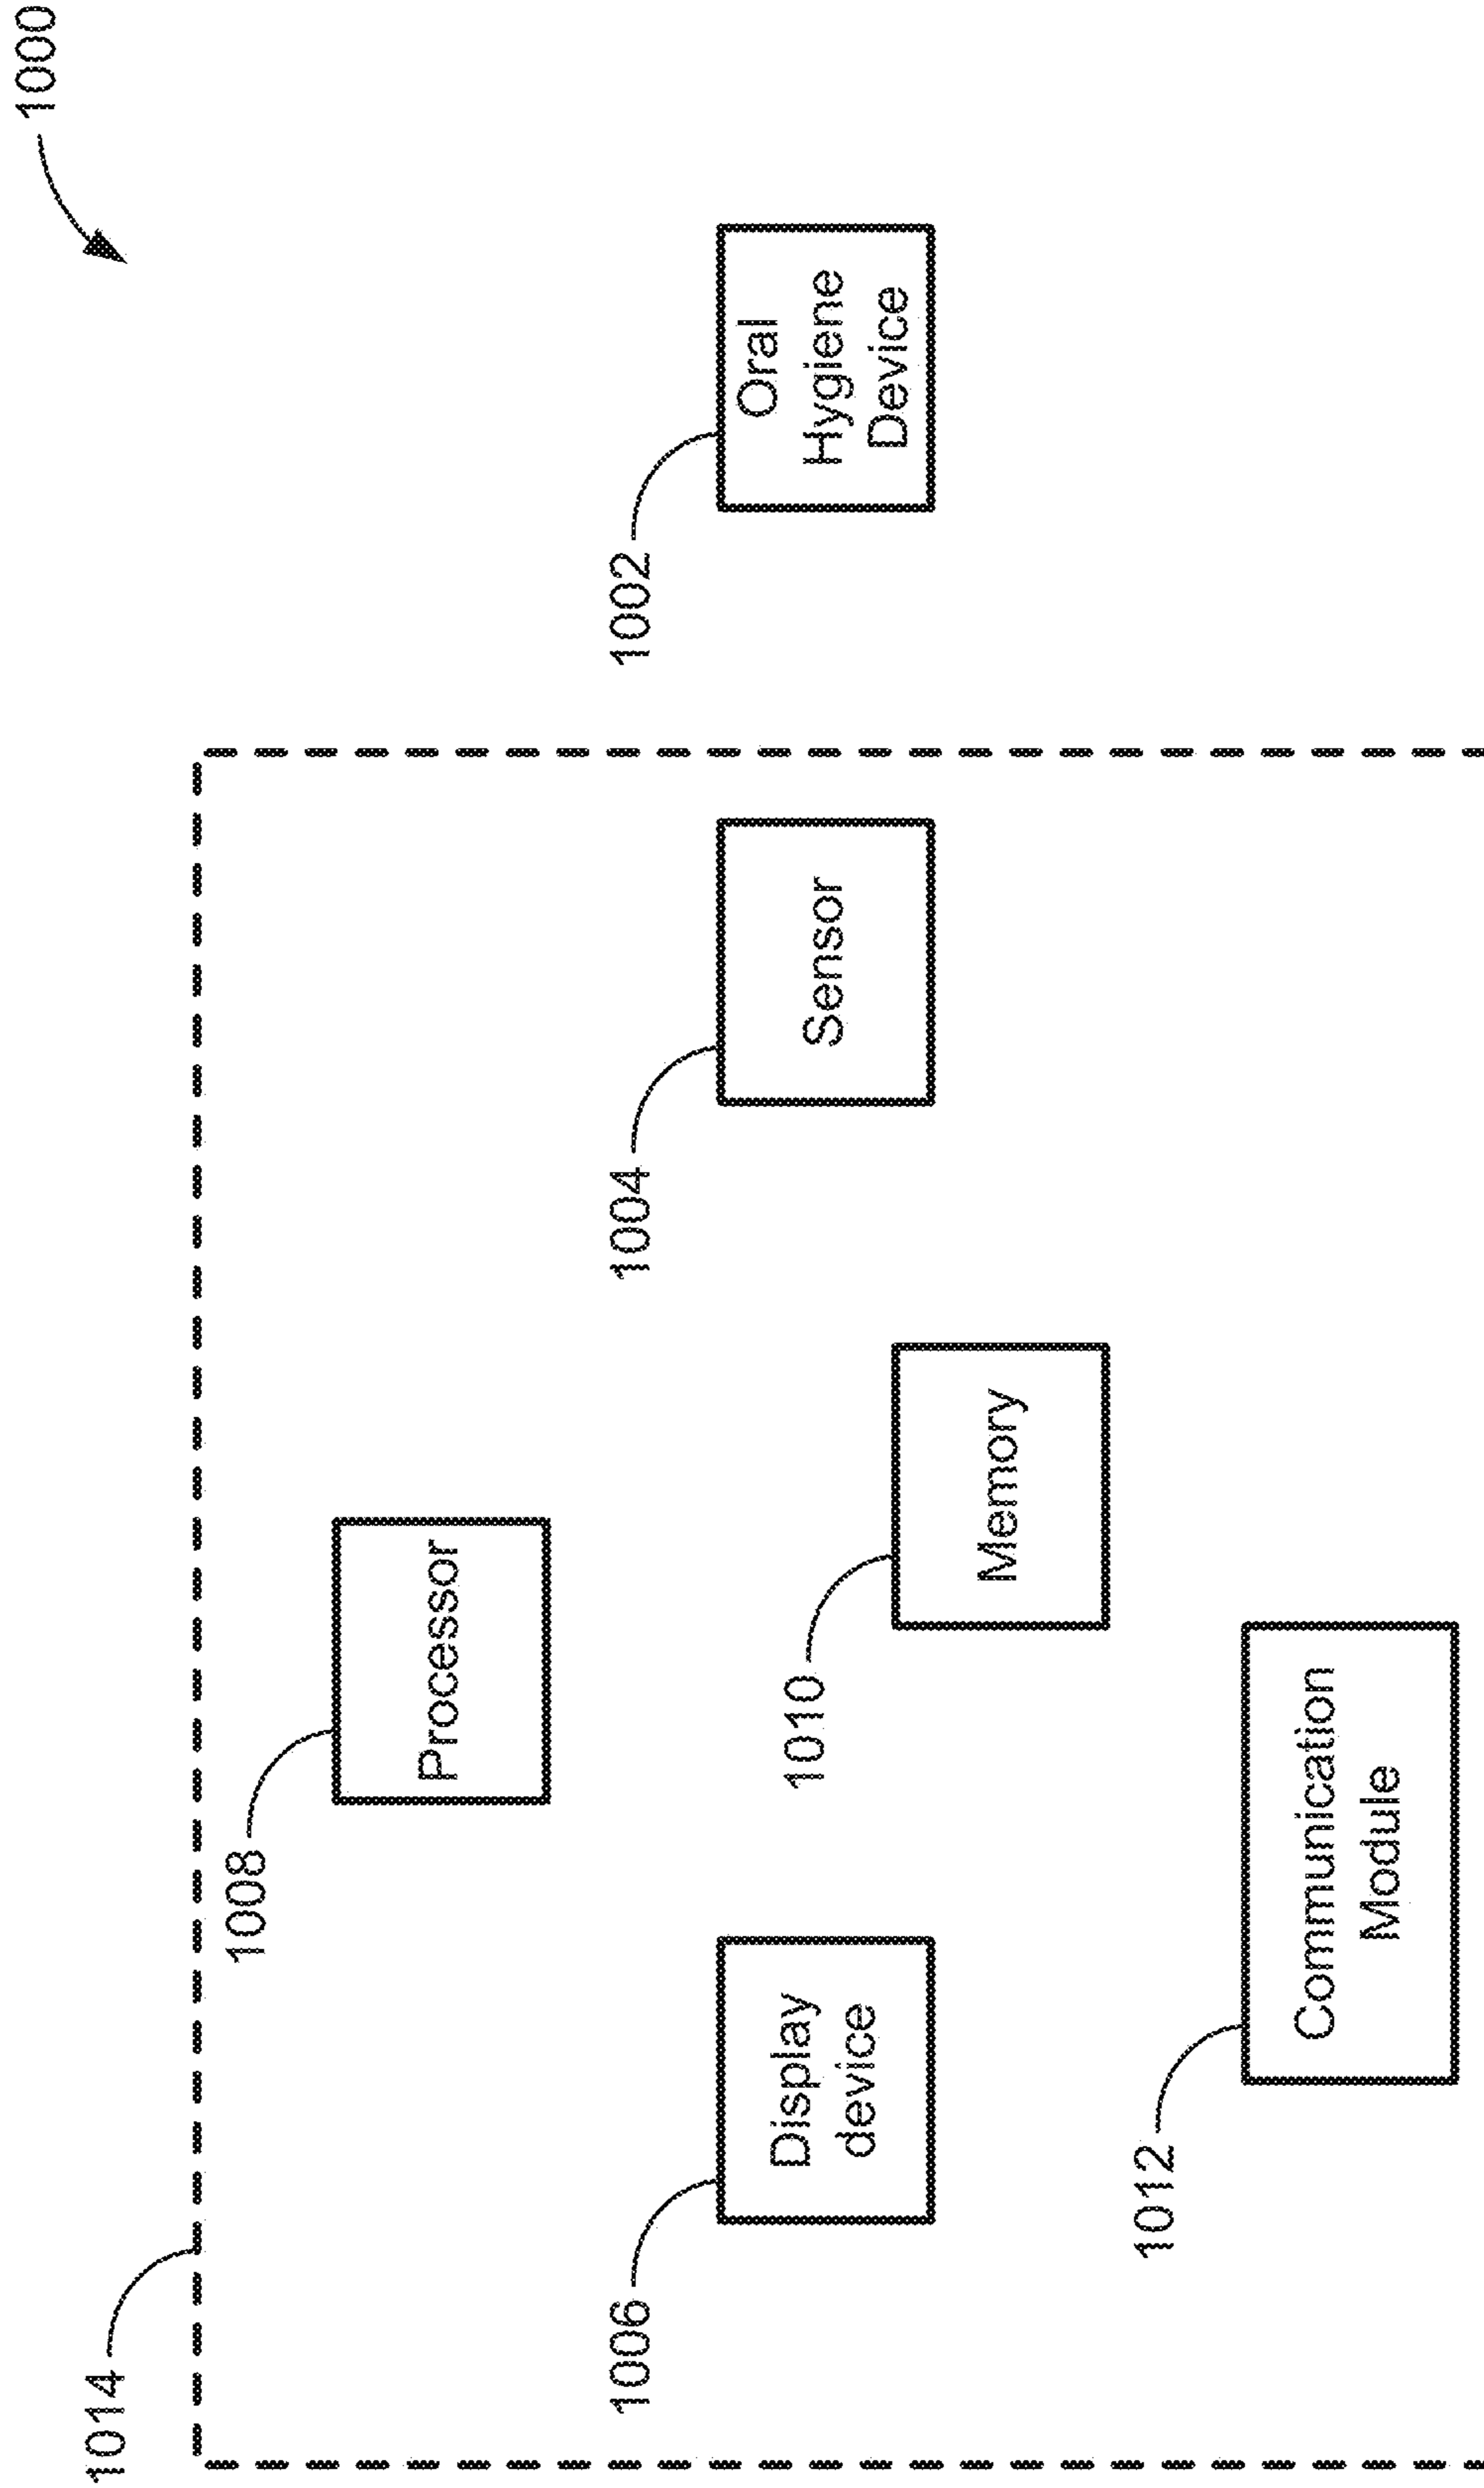 1000
1014
1008
Processor
1006
Display
device
1010
Memory
1004
Sensor
1002
Oral
Hygiene
Device
1012
Communication
Module